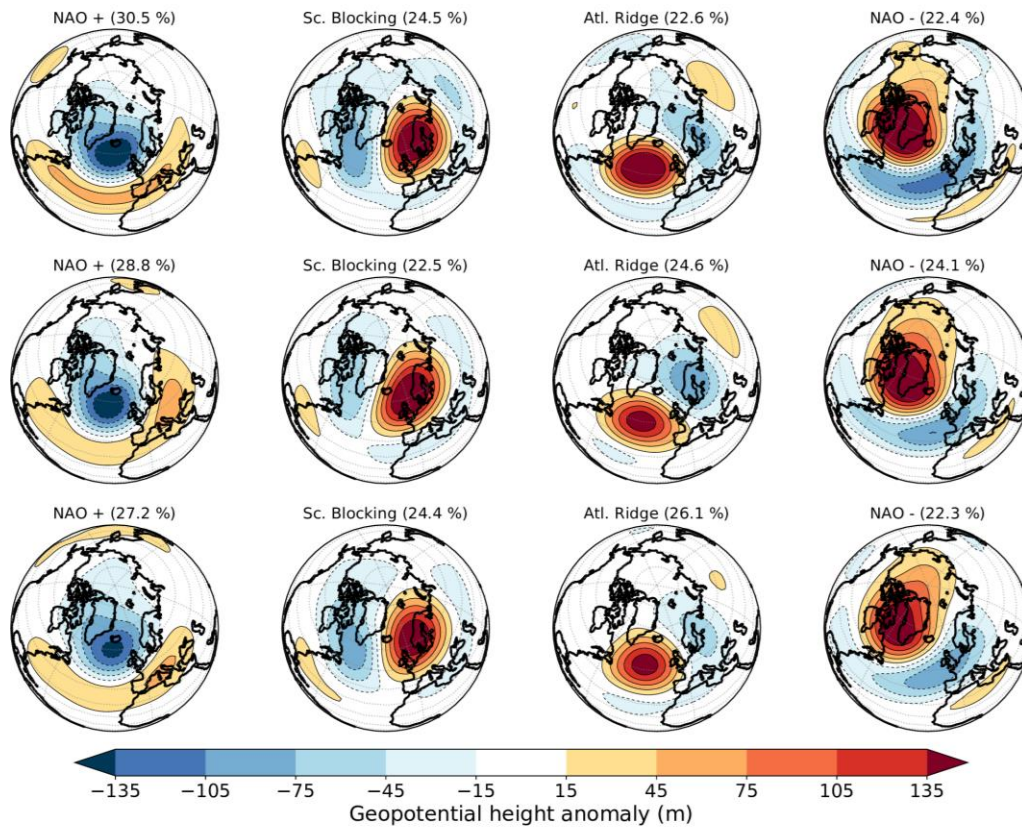 NAO + (30.5 %) Sc. Blocking (24.5 %) Atl. Ridge (22.6 %) NAO - (22.4 %)
NAO + (28.8 %) Sc. Blocking (22.5 %) Atl. Ridge (24.6 %) NAO - (24.1 %)
NAO + (27.2 %) Sc. Blocking (24.4 %) Atl. Ridge (26.1 %) NAO - (22.3 %)
−135 −105 −75 −45 −15 15 45 75 105 135
Geopotential height anomaly (m)